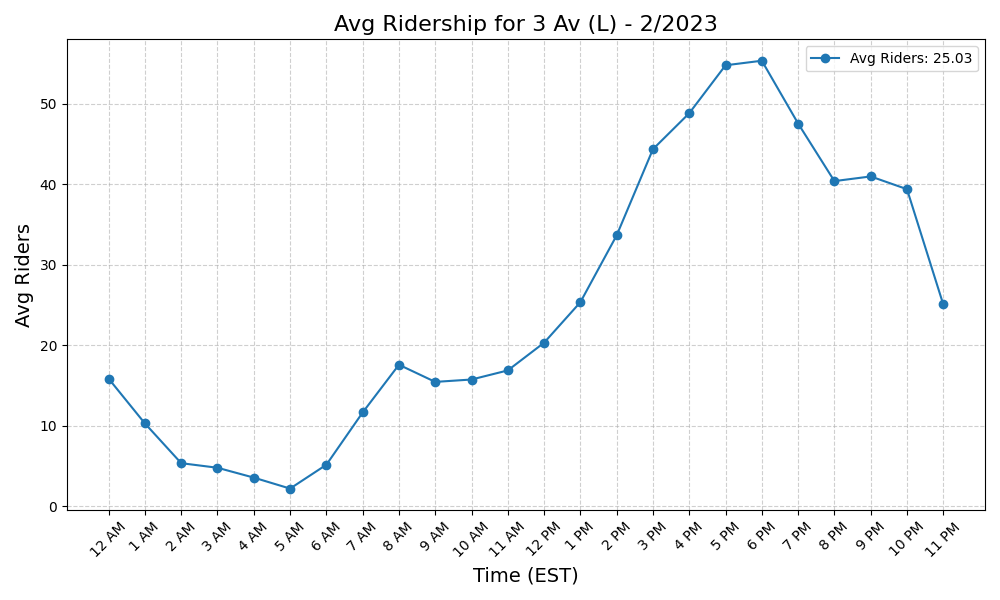 Avg Ridership for 3 Av (L) - 2/2023
Avg Riders: 25.03
Avg Riders
50
40
30
20
10
0
12 AM
1 AM
2 AM
3 AM
4 AM
5 AM
6 AM
7 AM
8 AM
9 AM
10 AM
11 AM
12 PM
1 PM
2 PM
3 PM
4 PM
5 PM
6 PM
7 PM
8 PM
9 PM
10 PM
11 PM
Time (EST)